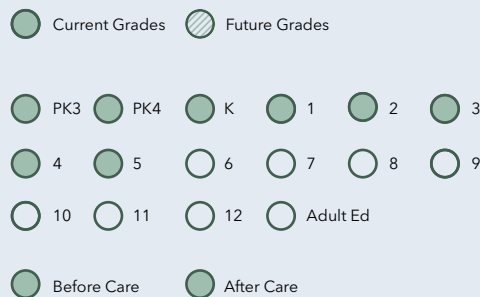 Current Grades Future Grades
PK3 PK4 K 1 2 3
4 5 6 7 8 9
10 11 12 Adult Ed
Before Care After Care